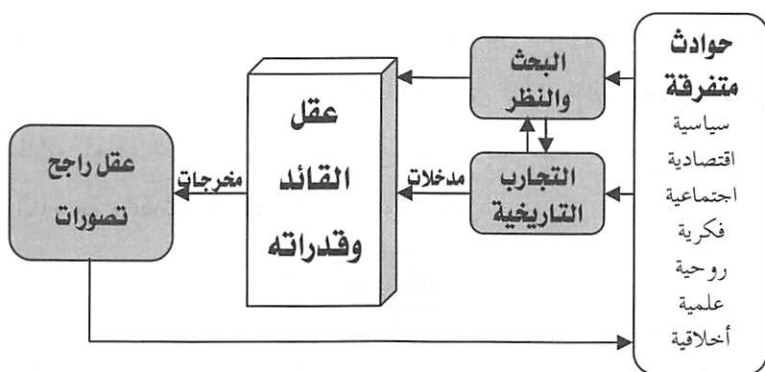 حوادث
متفرقة
سياسية
اقتصادية
اجتماعية
فكرية
روحية
علمية
أخلاقية
البحث
والنظر
التجارب
التاريخية
مدخلات
عقل
القائد
وقدراته
مخرجات
عقل راجح
تصورات